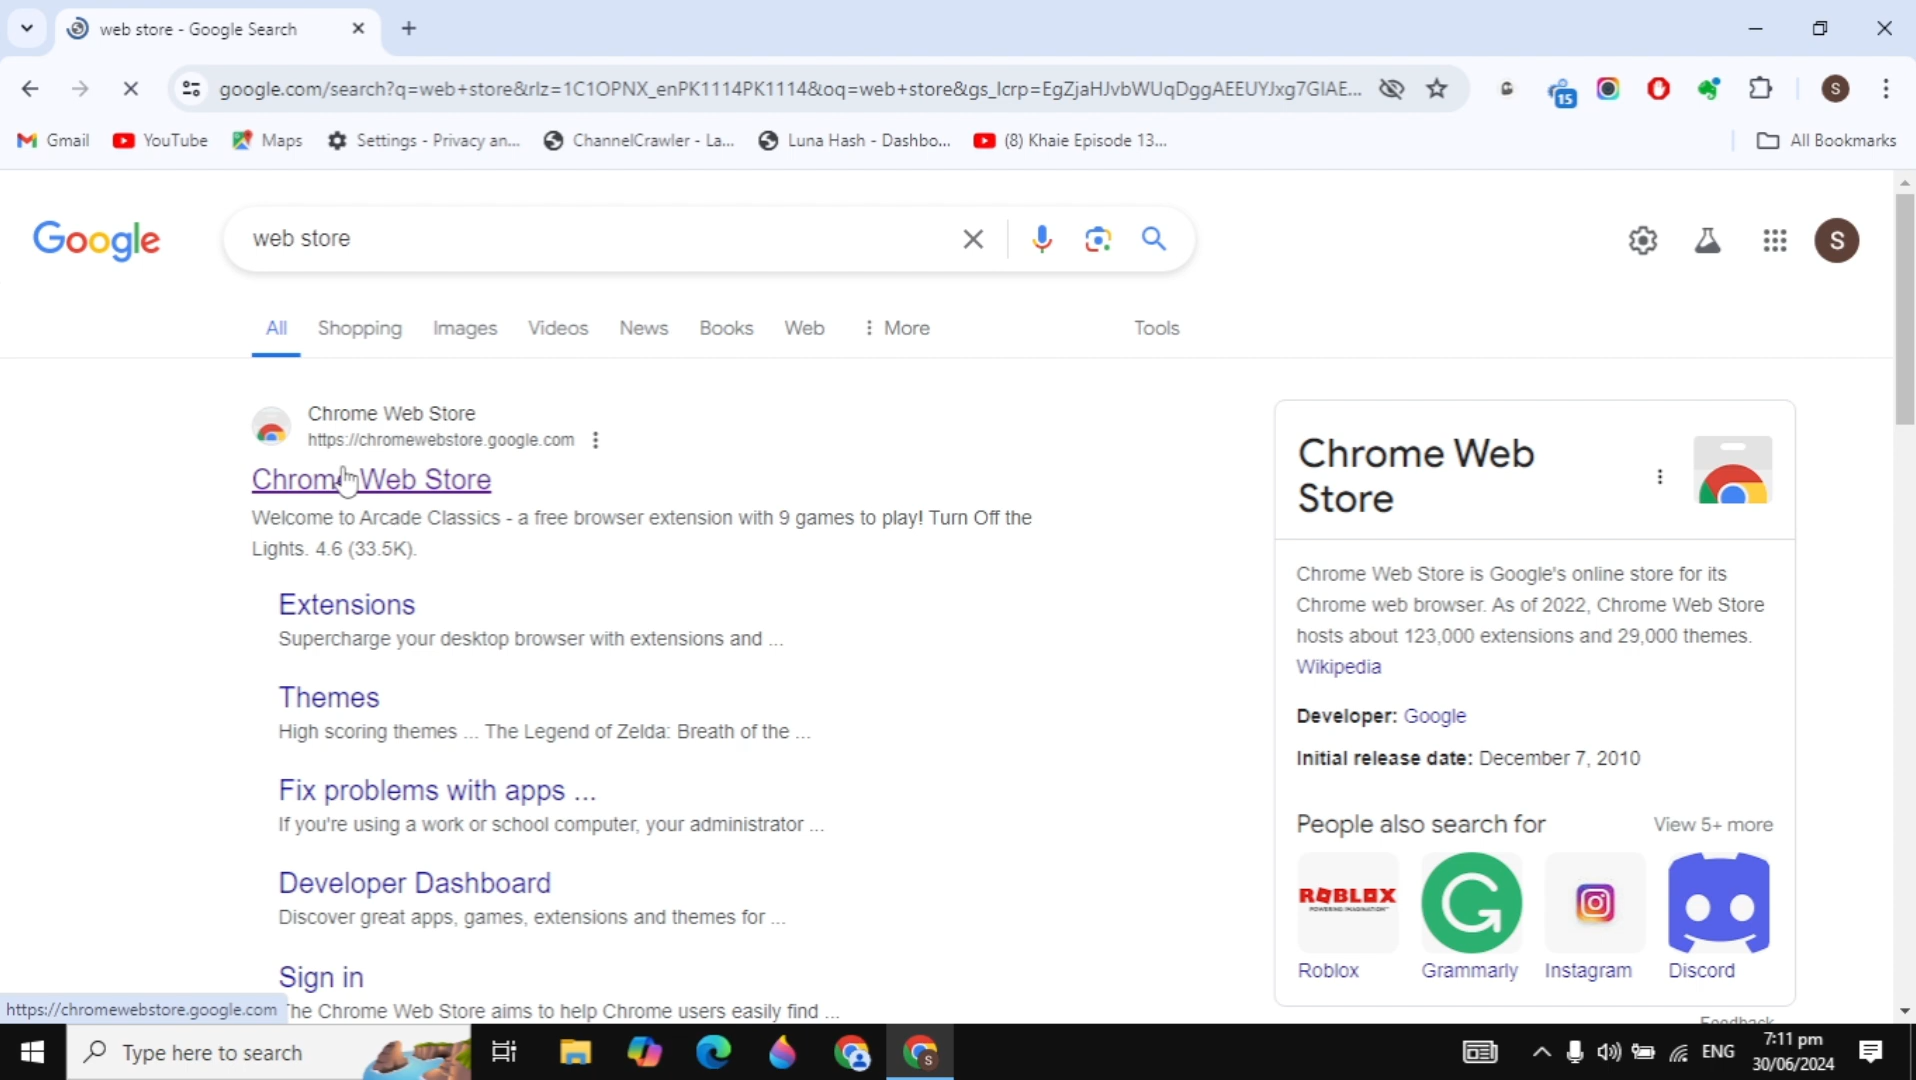 web store - Google Search
google.com/search?q=web+store&rlz=1C1OPNX_enPK1114PK1114&oq=web+store&gs_lcrp=EgZjaHJvbWUqDggAEEUYJxg7GIAE...
15
S
Gmail
YouTube
Maps
Settings - Privacy an...
ChannelCrawler - La...
Luna Hash - Dashbo...
(8) Khaie Episode 13...
All Bookmarks
Google
web store
S
All
Shopping
Images
Videos
News
Books
Web
More
Tools
Chrome Web Store
https://chromewebstore.google.com
Chrome Web Store
Welcome to Arcade Classics - a free browser extension with 9 games to play! Turn Off the
Lights. 4.6 (33.5K).
Extensions
Supercharge your desktop browser with extensions and ...
Themes
High scoring themes ... The Legend of Zelda: Breath of the ...
Fix problems with apps ...
If you're using a work or school computer, your administrator ...
Developer Dashboard
Discover great apps, games, extensions and themes for ...
Sign in
The Chrome Web Store aims to help Chrome users easily find ...
Chrome Web
Store
Chrome Web Store is Google's online store for its
Chrome web browser. As of 2022, Chrome Web Store
hosts about 123,000 extensions and 29,000 themes.
Wikipedia
Developer: Google
Initial release date: December 7, 2010
People also search for
View 5+ more
ROBLOX
POWERING IMAGINATION
Roblox
Grammarly
Instagram
Discord
Feedback
https://chromewebstore.google.com
Type here to search
S
ENG
7:11 pm
30/06/2024